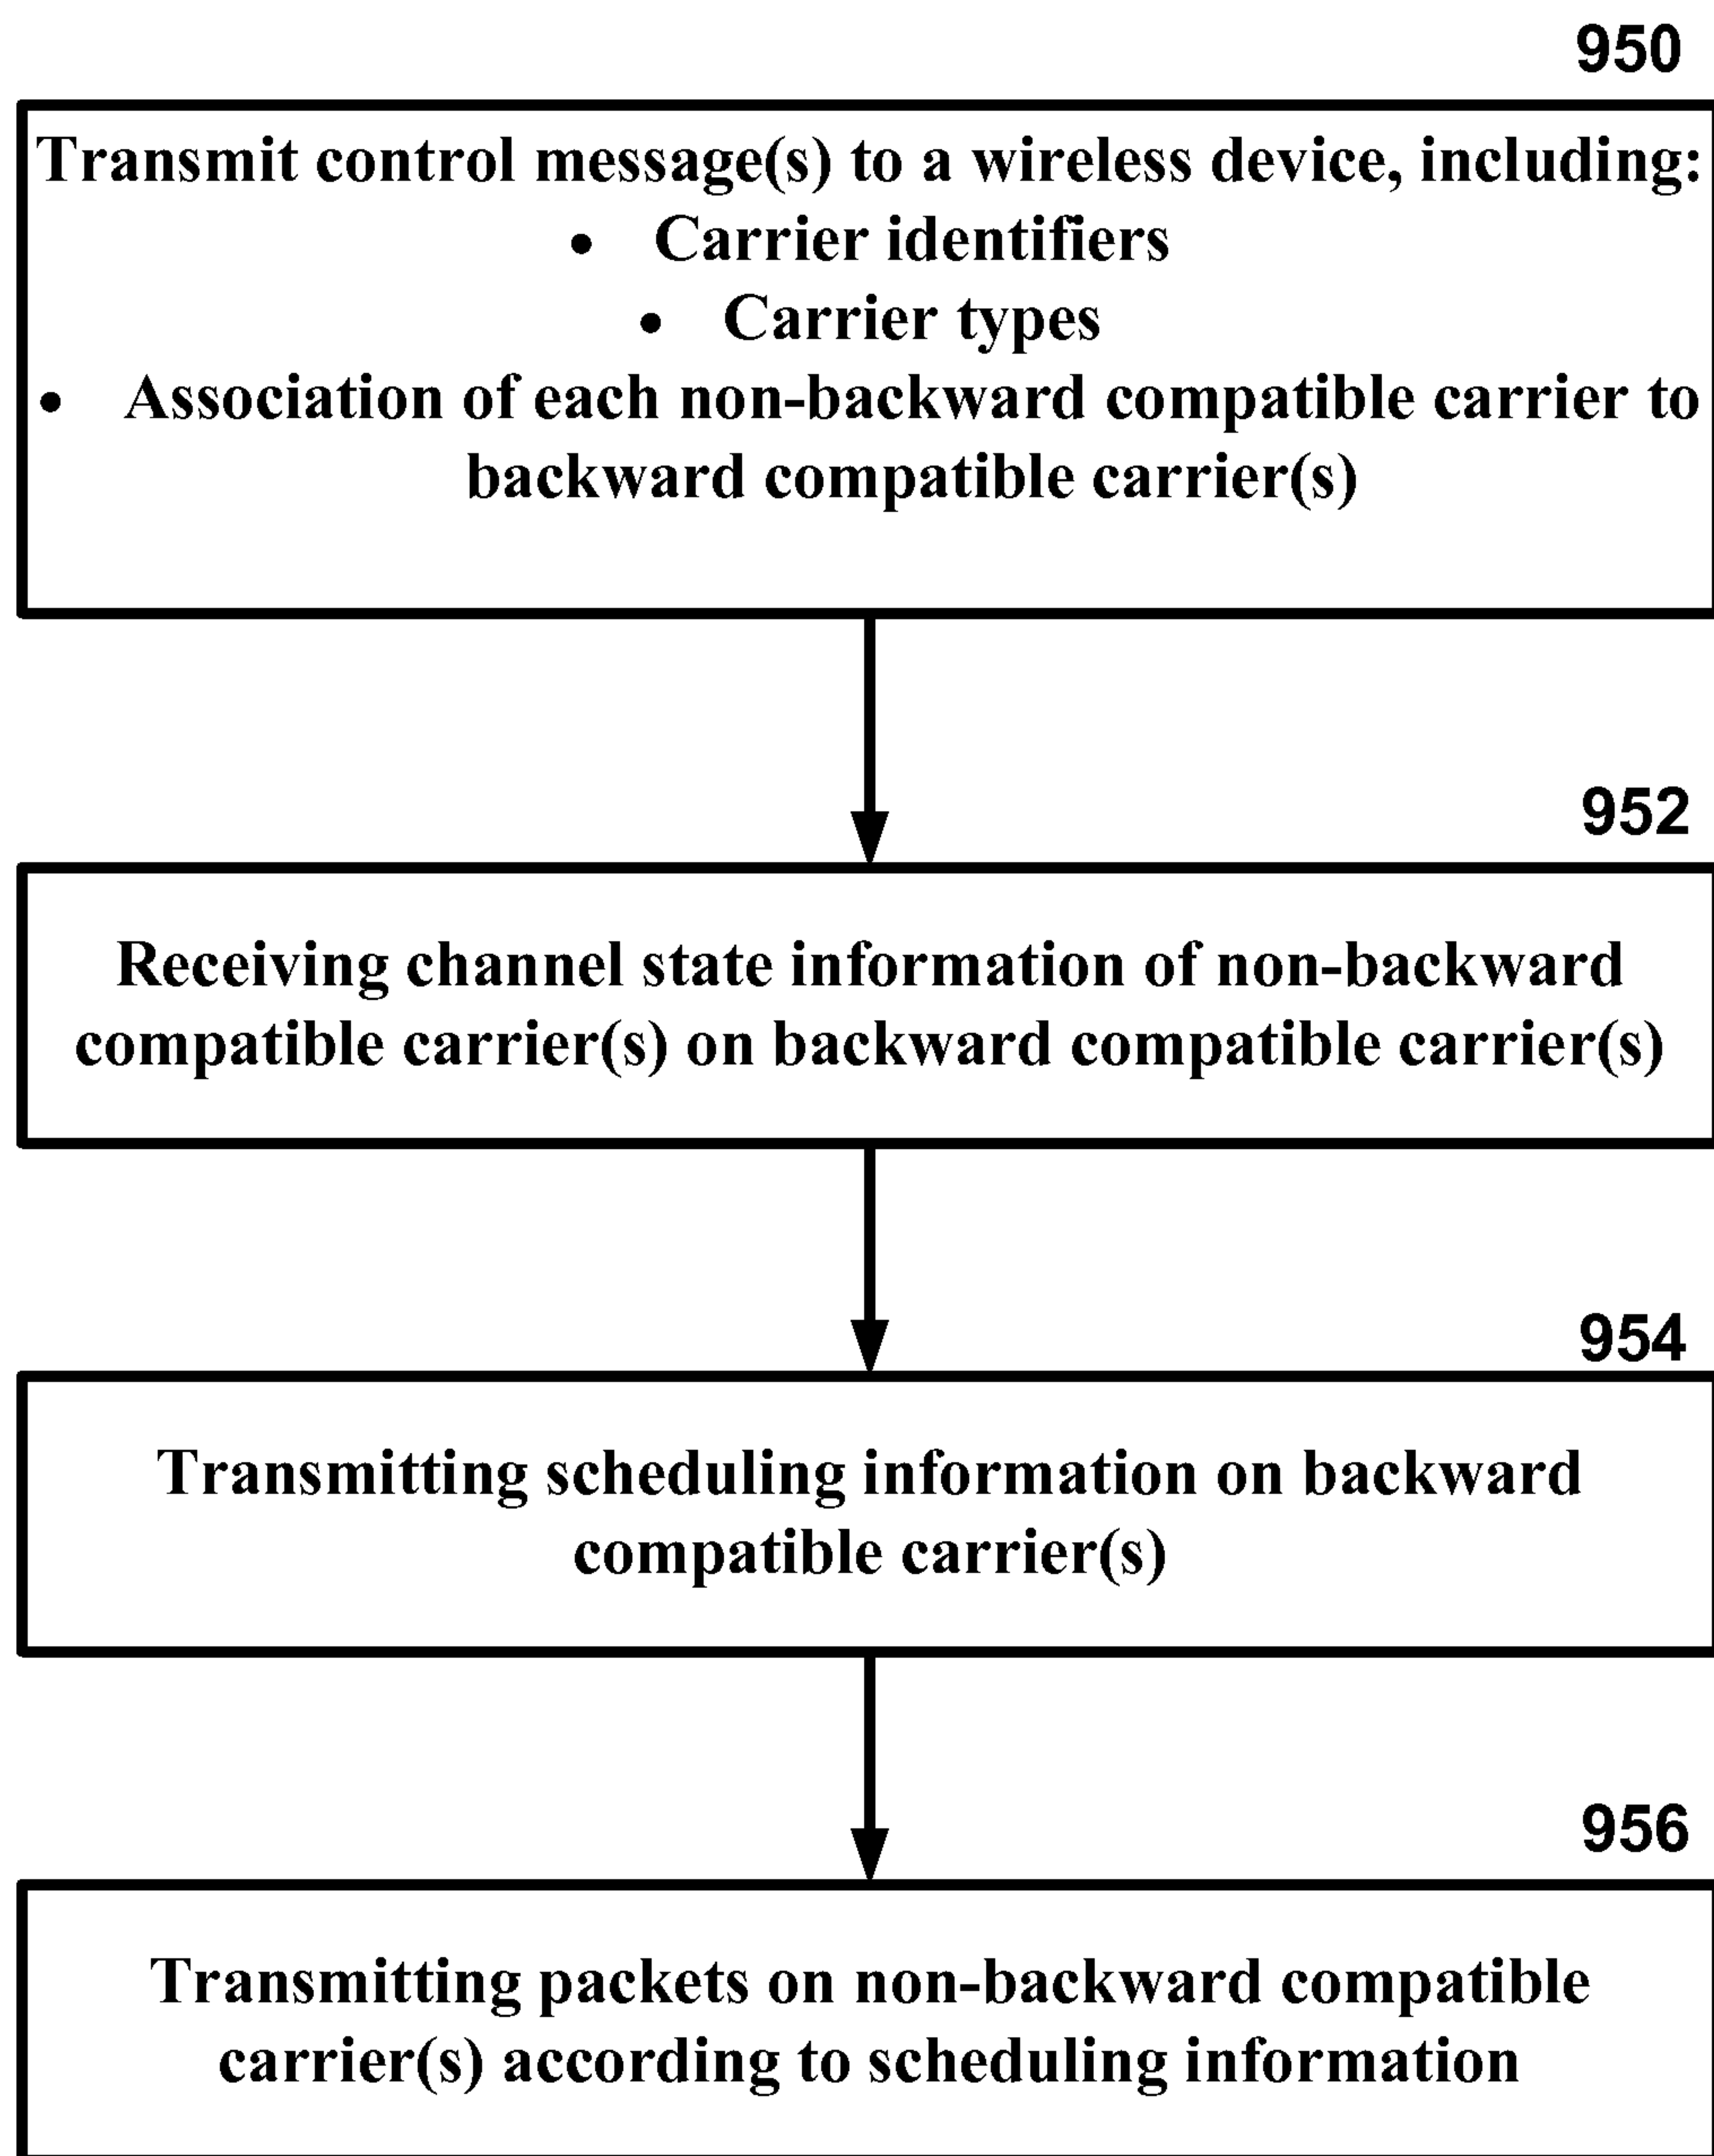 950
Transmit control message(s) to a wireless device, including:
• Carrier identifiers
• Carrier types
• Association of each non-backward compatible carrier to
backward compatible carrier(s)
952
Receiving channel state information of non-backward
compatible carrier(s) on backward compatible carrier(s)
954
Transmitting scheduling information on backward
compatible carrier(s)
956
Transmitting packets on non-backward compatible
carrier(s) according to scheduling information